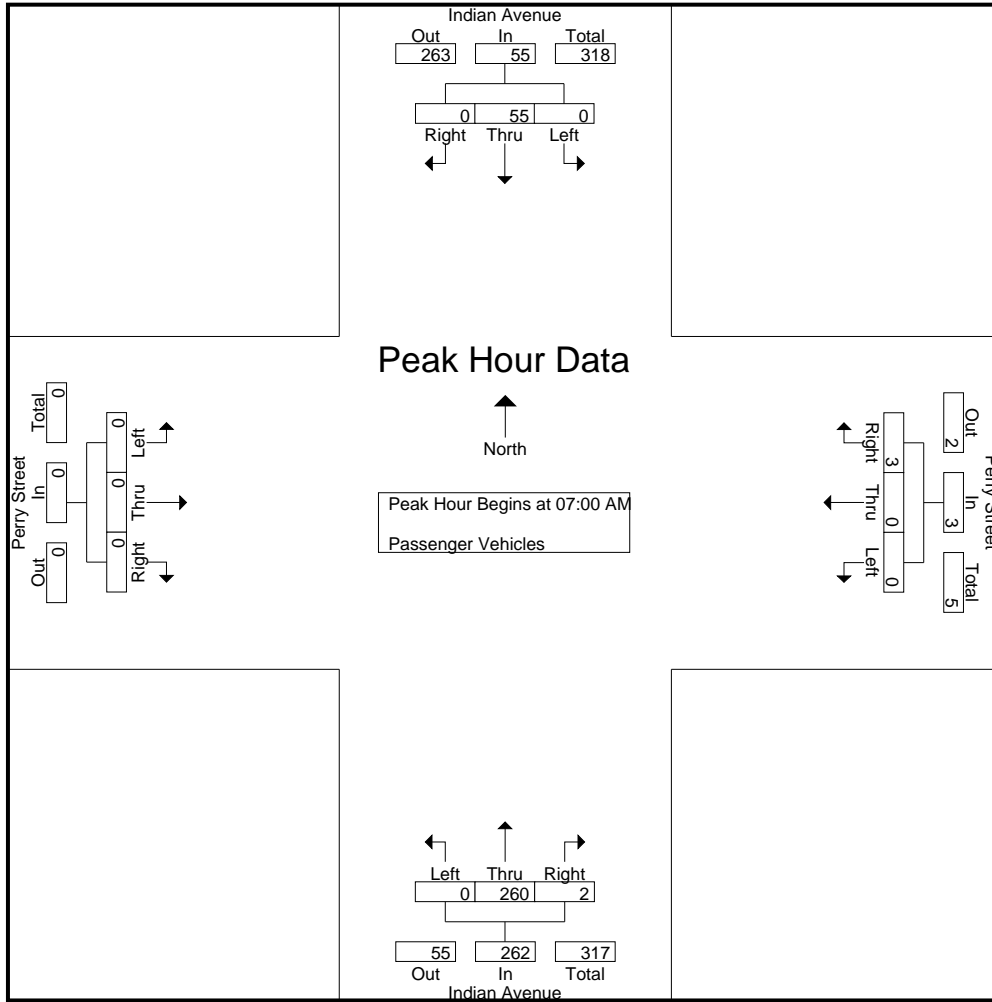 Indian Avenue
Out In Total
263 55 318
0 55 0
Right Thru Left
Peak Hour Data
North
Peak Hour Begins at 07:00 AM
Passenger Vehicles
Perry Street
Total In Out
0 0 0
0 0 0
Left Thru Right
Perry Street
Out In Total
2 3 5
3 0 0
Right Thru Left
Left Thru Right
0 260 2
55 262 317
Out In Total
Indian Avenue